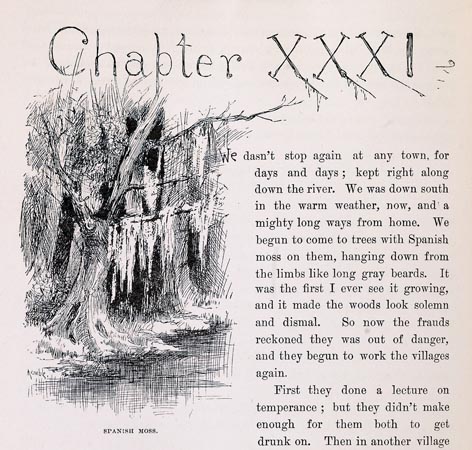 Chapter XXXI
We dasn't stop again at any town, for
days and days; kept right along
down the river. We was down south
in the warm weather, now, and a
mighty long ways from home. We
begun to come to trees with Spanish
moss on them, hanging down from
the limbs like long gray beards. It
was the first I ever see it growing,
and it made the woods look solemn
and dismal. So now the frauds
reckoned they was out of danger,
and they begun to work the villages
again.
First they done a lecture on
temperance; but they didn't make
enough for them both to get
drunk on. Then in another village
SPANISH MOSS.